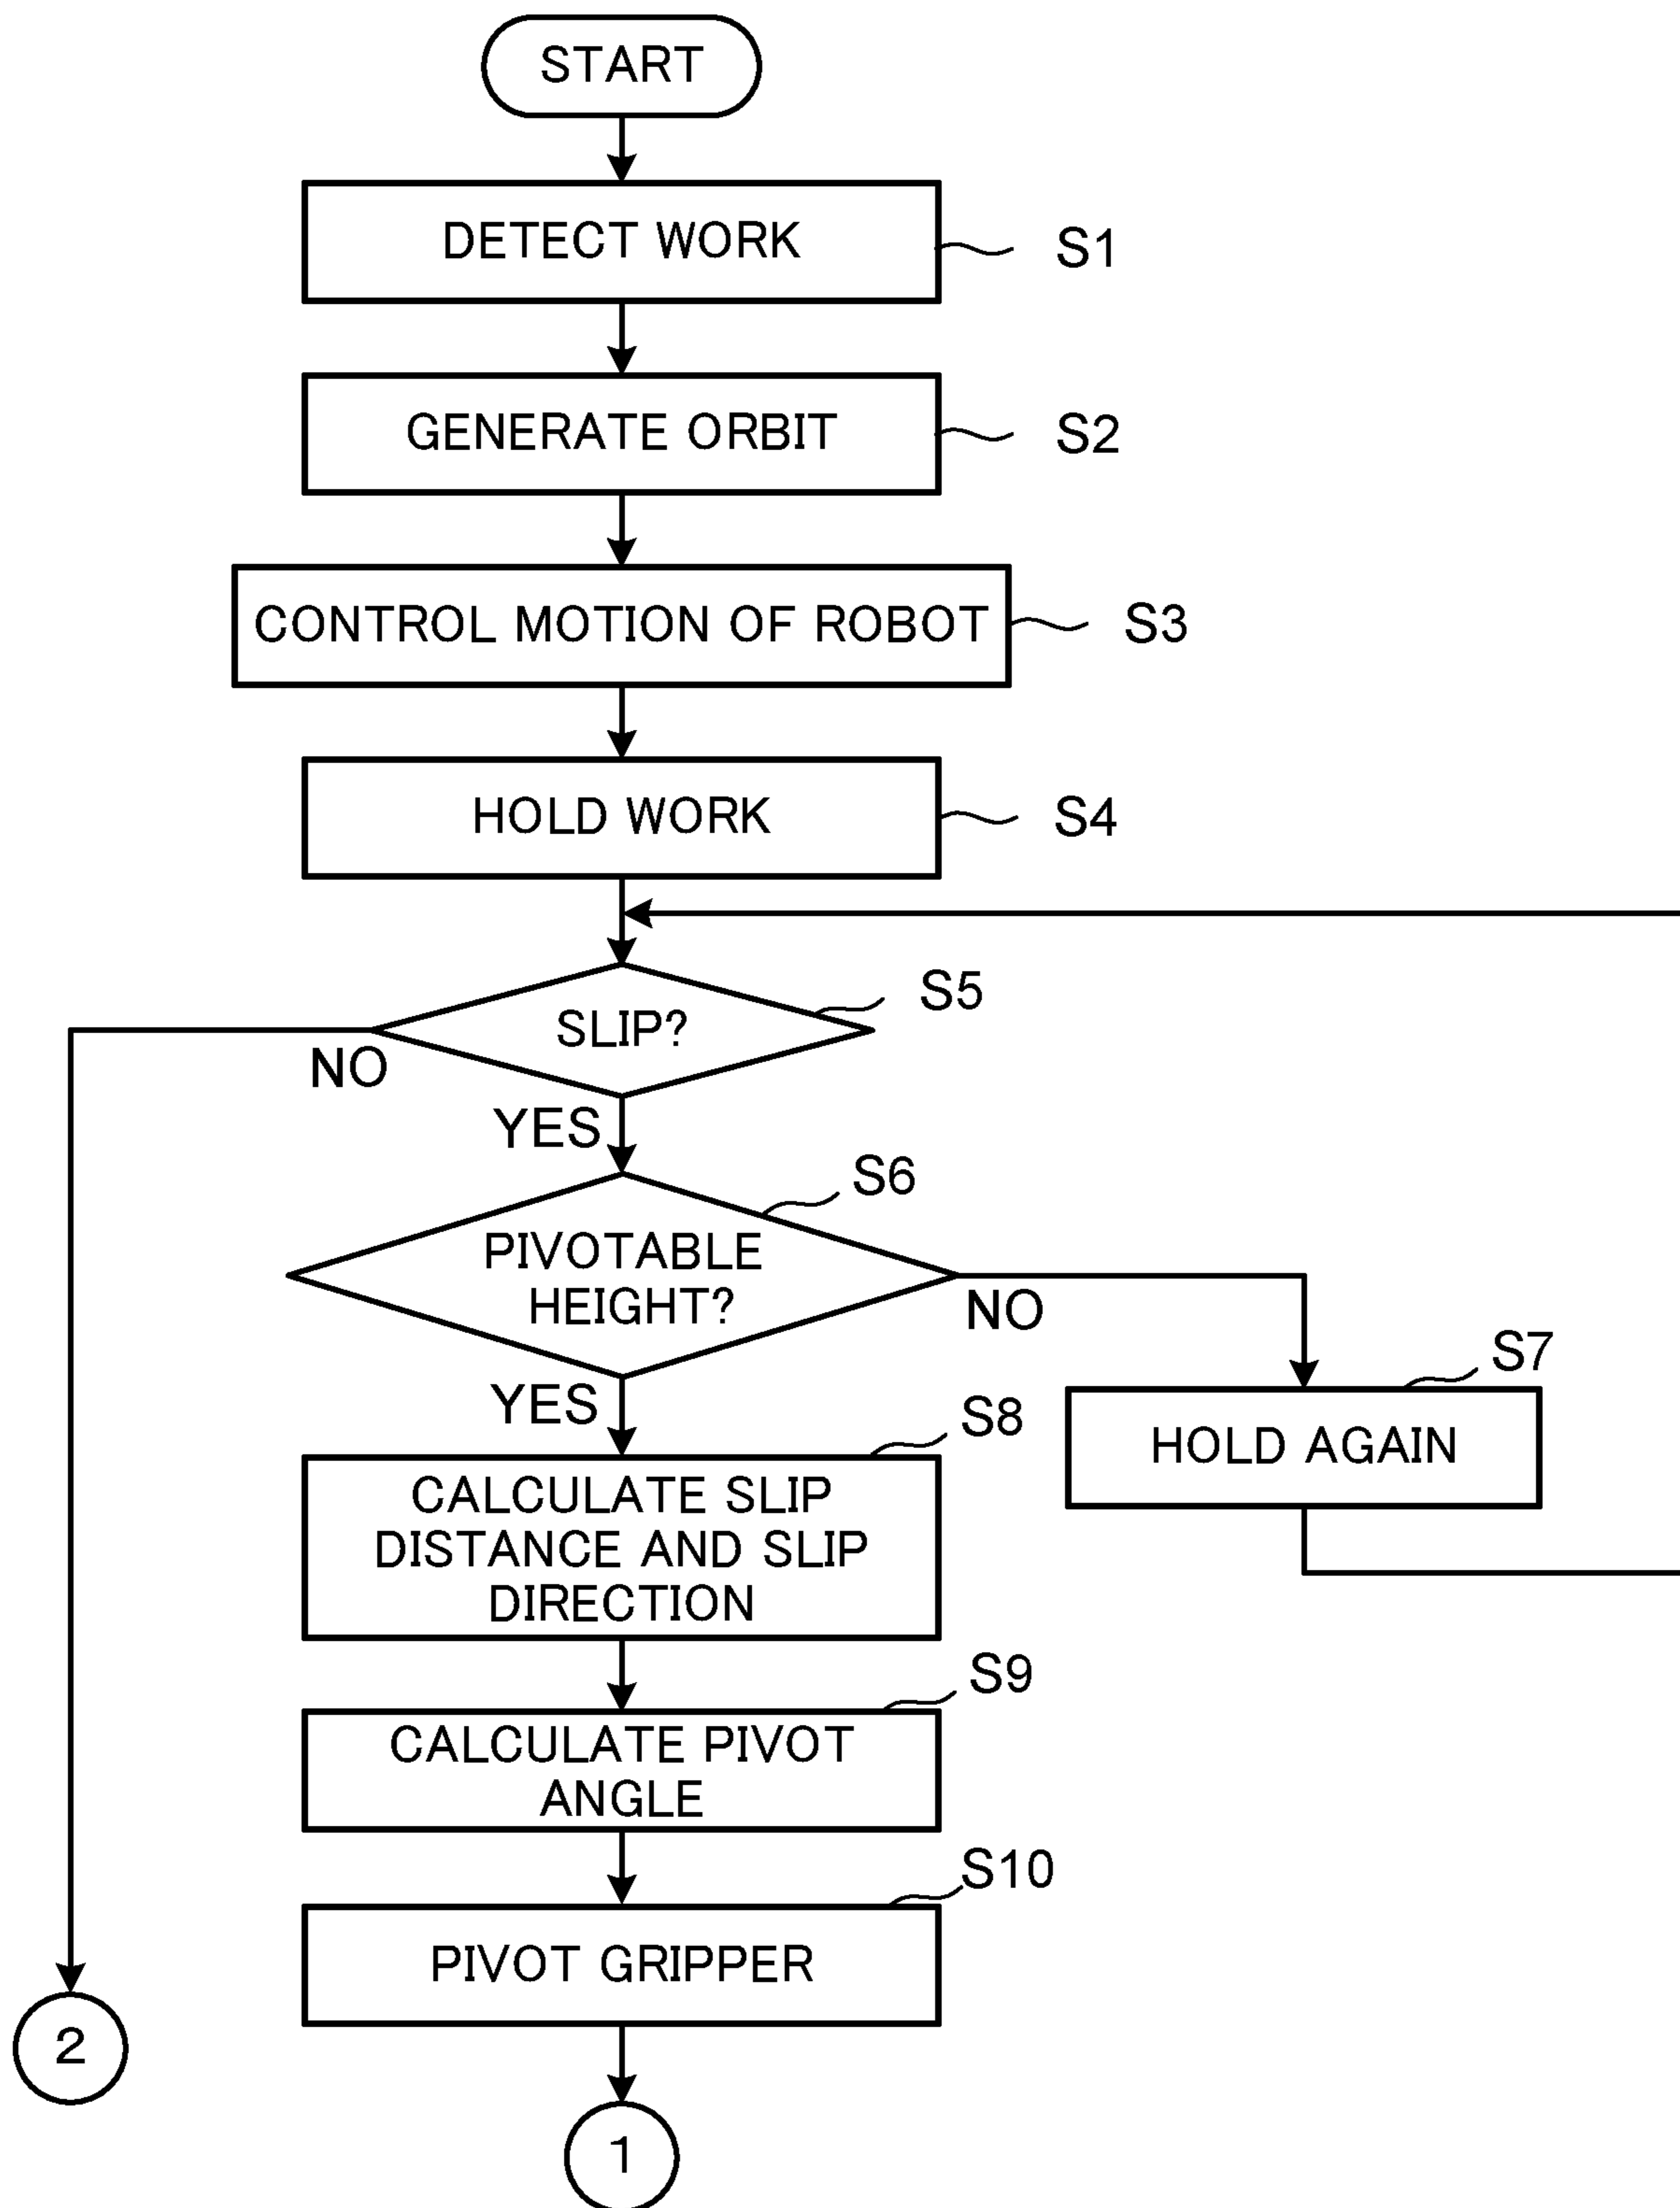 START
DETECT WORK
S1
GENERATE ORBIT
S2
CONTROL MOTION OF ROBOT
S3
HOLD WORK
S4
S5
SLIP?
NO
YES
S6
PIVOTABLE
HEIGHT?
NO
YES
S7
HOLD AGAIN
S8
CALCULATE SLIP
DISTANCE AND SLIP
DIRECTION
S9
CALCULATE PIVOT
ANGLE
S10
PIVOT GRIPPER
2
1